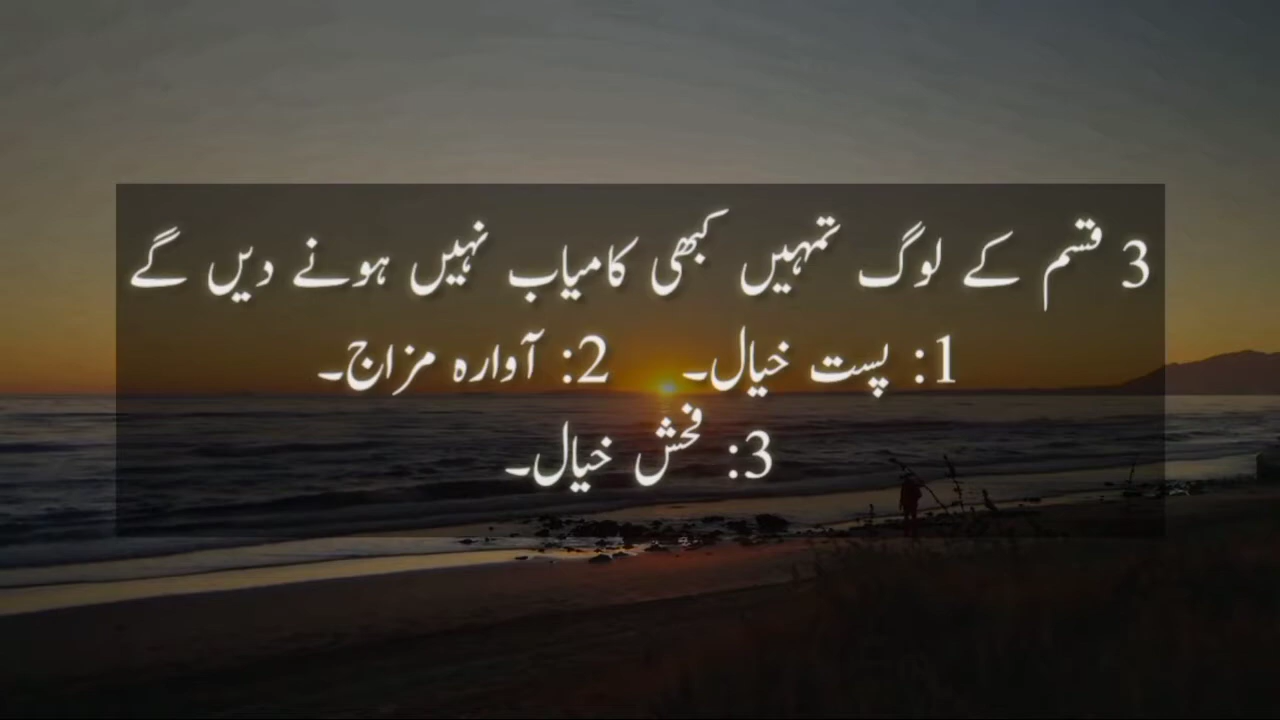 3 قسم کے لوگ تمہیں کبھی کامیاب نہیں ہونے دیں گے
1: پست خیال۔ 2: آوارہ مزاج۔
3: فحش خیال۔